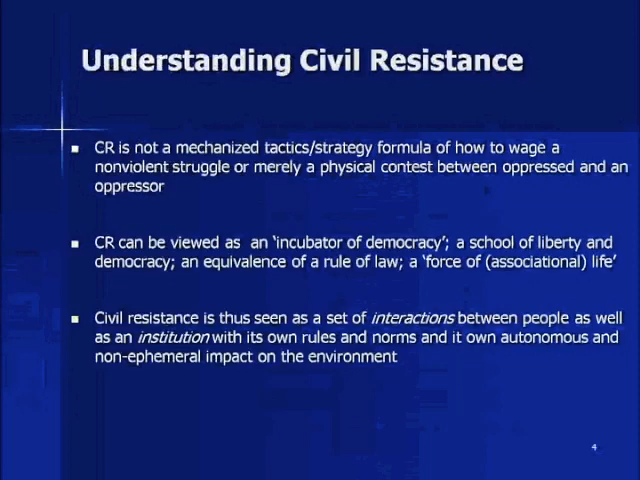 Understanding Civil Resistance
CR is not a mechanized tactics/strategy formula of how to wage a
nonviolent struggle or merely a physical contest between oppressed and an
oppressor
CR can be viewed as an ‘incubator of democracy’; a school of liberty and
democracy; an equivalence of a rule of law; a ‘force of (associational) life’
Civil resistance is thus seen as a set of interactions between people as well
as an institution with its own rules and norms and it own autonomous and
non-ephemeral impact on the environment
4